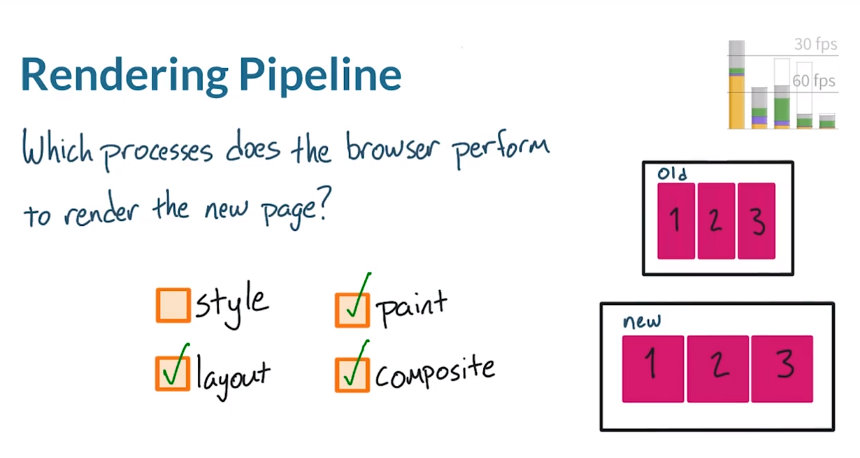 Rendering Pipeline
30 fps
60 fps
Which processes does the browser perform
to render the new page?
old
1 2 3
new
1 2 3
style
paint
layout
composite